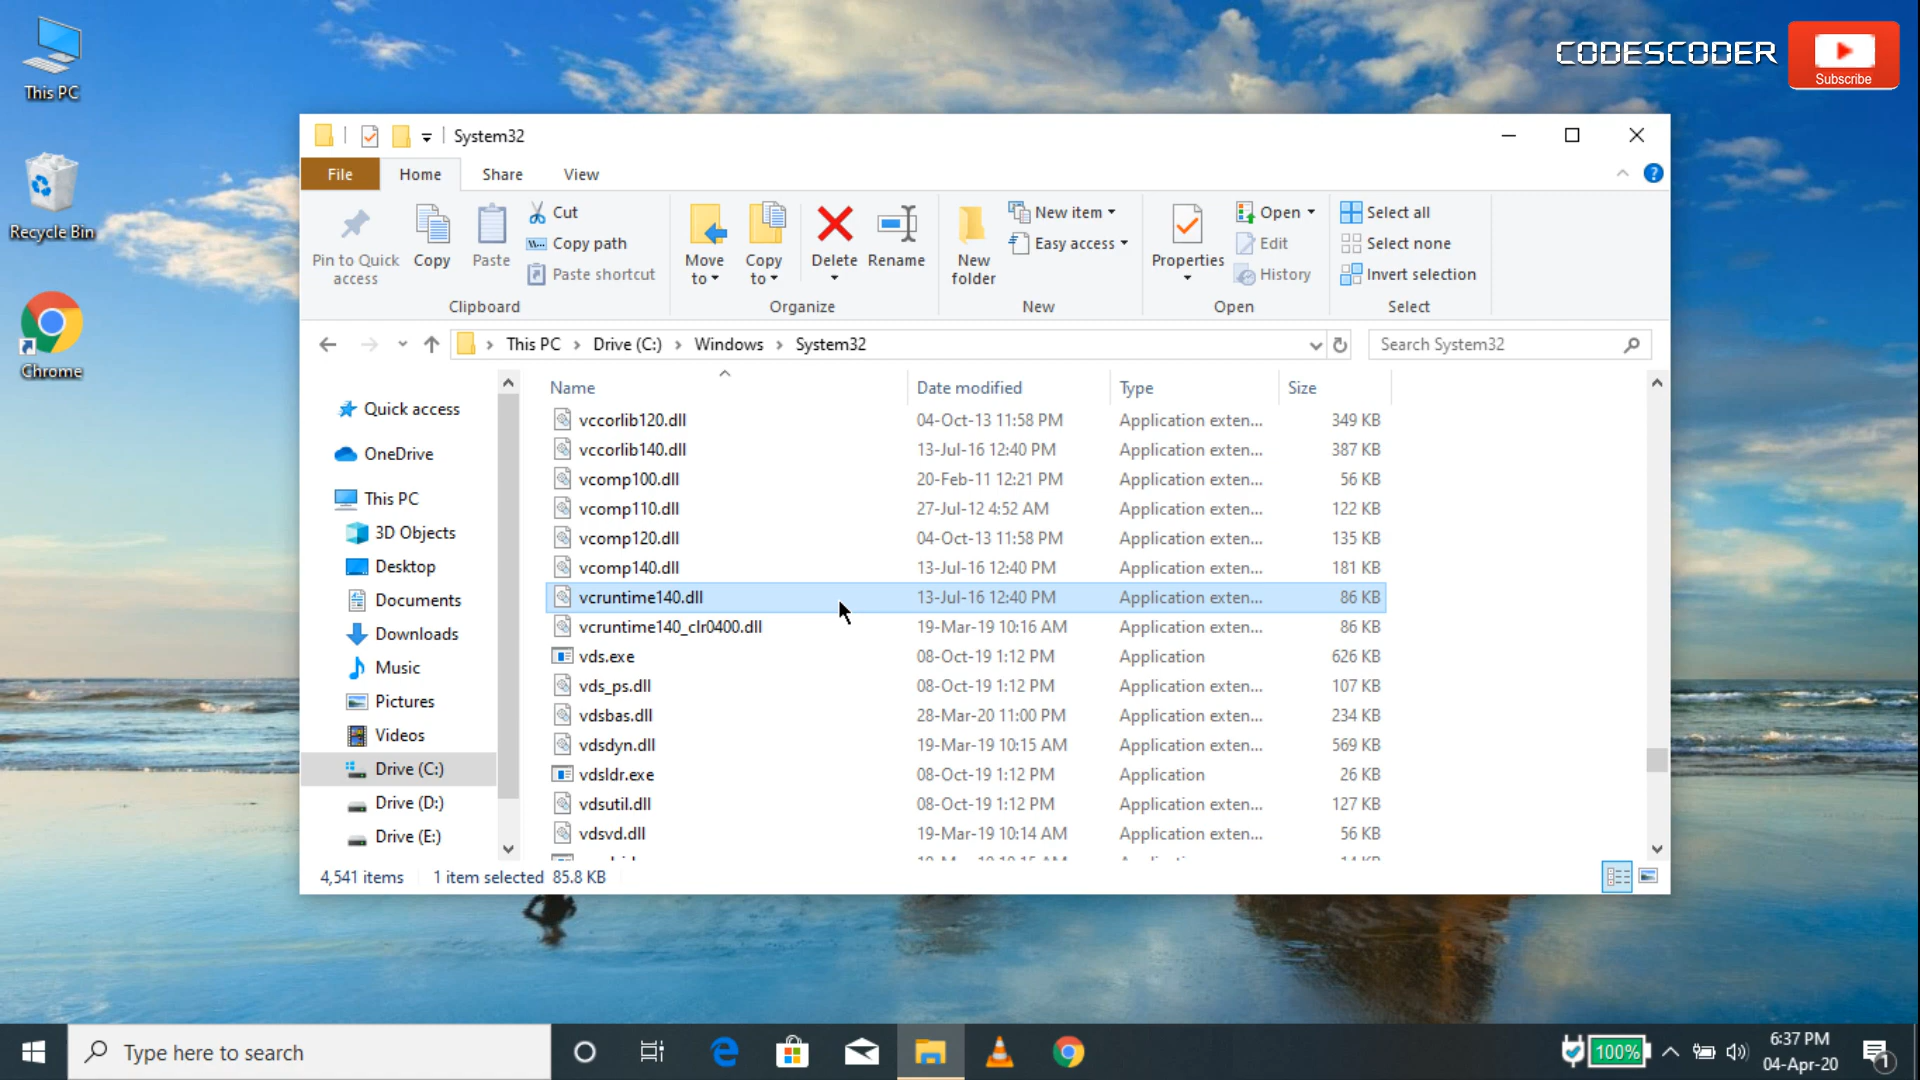 This PC
Recycle Bin
Chrome
CODESCODER
Subscribe
System32
File Home Share View
Pin to Quick access
Copy
Paste
Cut
Copy path
Paste shortcut
Clipboard
Move to
Copy to
Delete
Rename
Organize
New folder
New item
Easy access
New
Properties
Open
Edit
History
Open
Select all
Select none
Invert selection
Select
This PC > Drive (C:) > Windows > System32
Search System32
Quick access
OneDrive
This PC
3D Objects
Desktop
Documents
Downloads
Music
Pictures
Videos
Drive (C:)
Drive (D:)
Drive (E:)
Name Date modified Type Size
vccorlib120.dll 04-Oct-13 11:58 PM Application exten... 349 KB
vccorlib140.dll 13-Jul-16 12:40 PM Application exten... 387 KB
vcomp100.dll 20-Feb-11 12:21 PM Application exten... 56 KB
vcomp110.dll 27-Jul-12 4:52 AM Application exten... 122 KB
vcomp120.dll 04-Oct-13 11:58 PM Application exten... 135 KB
vcomp140.dll 13-Jul-16 12:40 PM Application exten... 181 KB
vcruntime140.dll 13-Jul-16 12:40 PM Application exten... 86 KB
vcruntime140_clr0400.dll 19-Mar-19 10:16 AM Application exten... 86 KB
vds.exe 08-Oct-19 1:12 PM Application 626 KB
vds_ps.dll 08-Oct-19 1:12 PM Application exten... 107 KB
vdsbas.dll 28-Mar-20 11:00 PM Application exten... 234 KB
vdsdyn.dll 19-Mar-19 10:15 AM Application exten... 569 KB
vdsldr.exe 08-Oct-19 1:12 PM Application 26 KB
vdsutil.dll 08-Oct-19 1:12 PM Application exten... 127 KB
vdsvd.dll 19-Mar-19 10:14 AM Application exten... 56 KB
4,541 items 1 item selected 85.8 KB
Type here to search
100%
6:37 PM
04-Apr-20
1